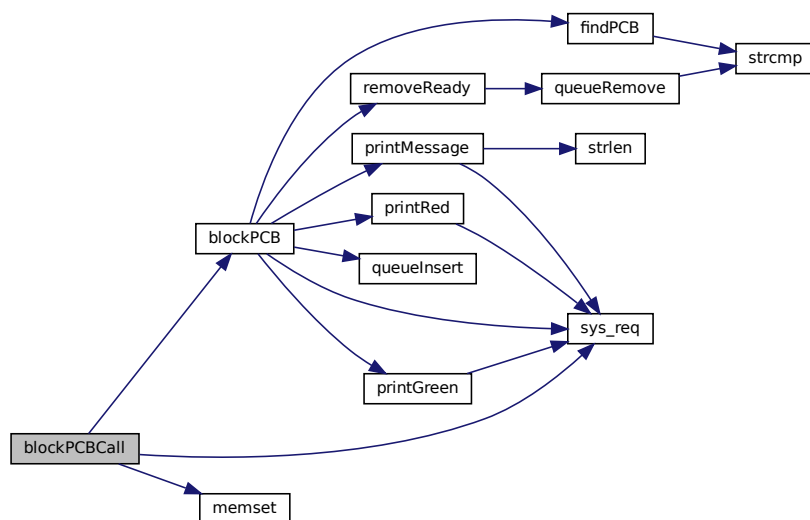 findPCB
strcmp
removeReady
queueRemove
printMessage
strlen
printRed
blockPCB
queueInsert
sys_req
printGreen
blockPCBCall
memset